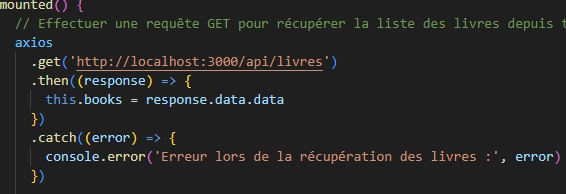 mounted() {
// Effectuer une requête GET pour récupérer la liste des livres depuis
axios
.get('http://localhost:3000/api/livres')
.then((response) => {
this.books = response.data.data
})
.catch((error) => {
console.error('Erreur lors de la récupération des livres :', error)
})